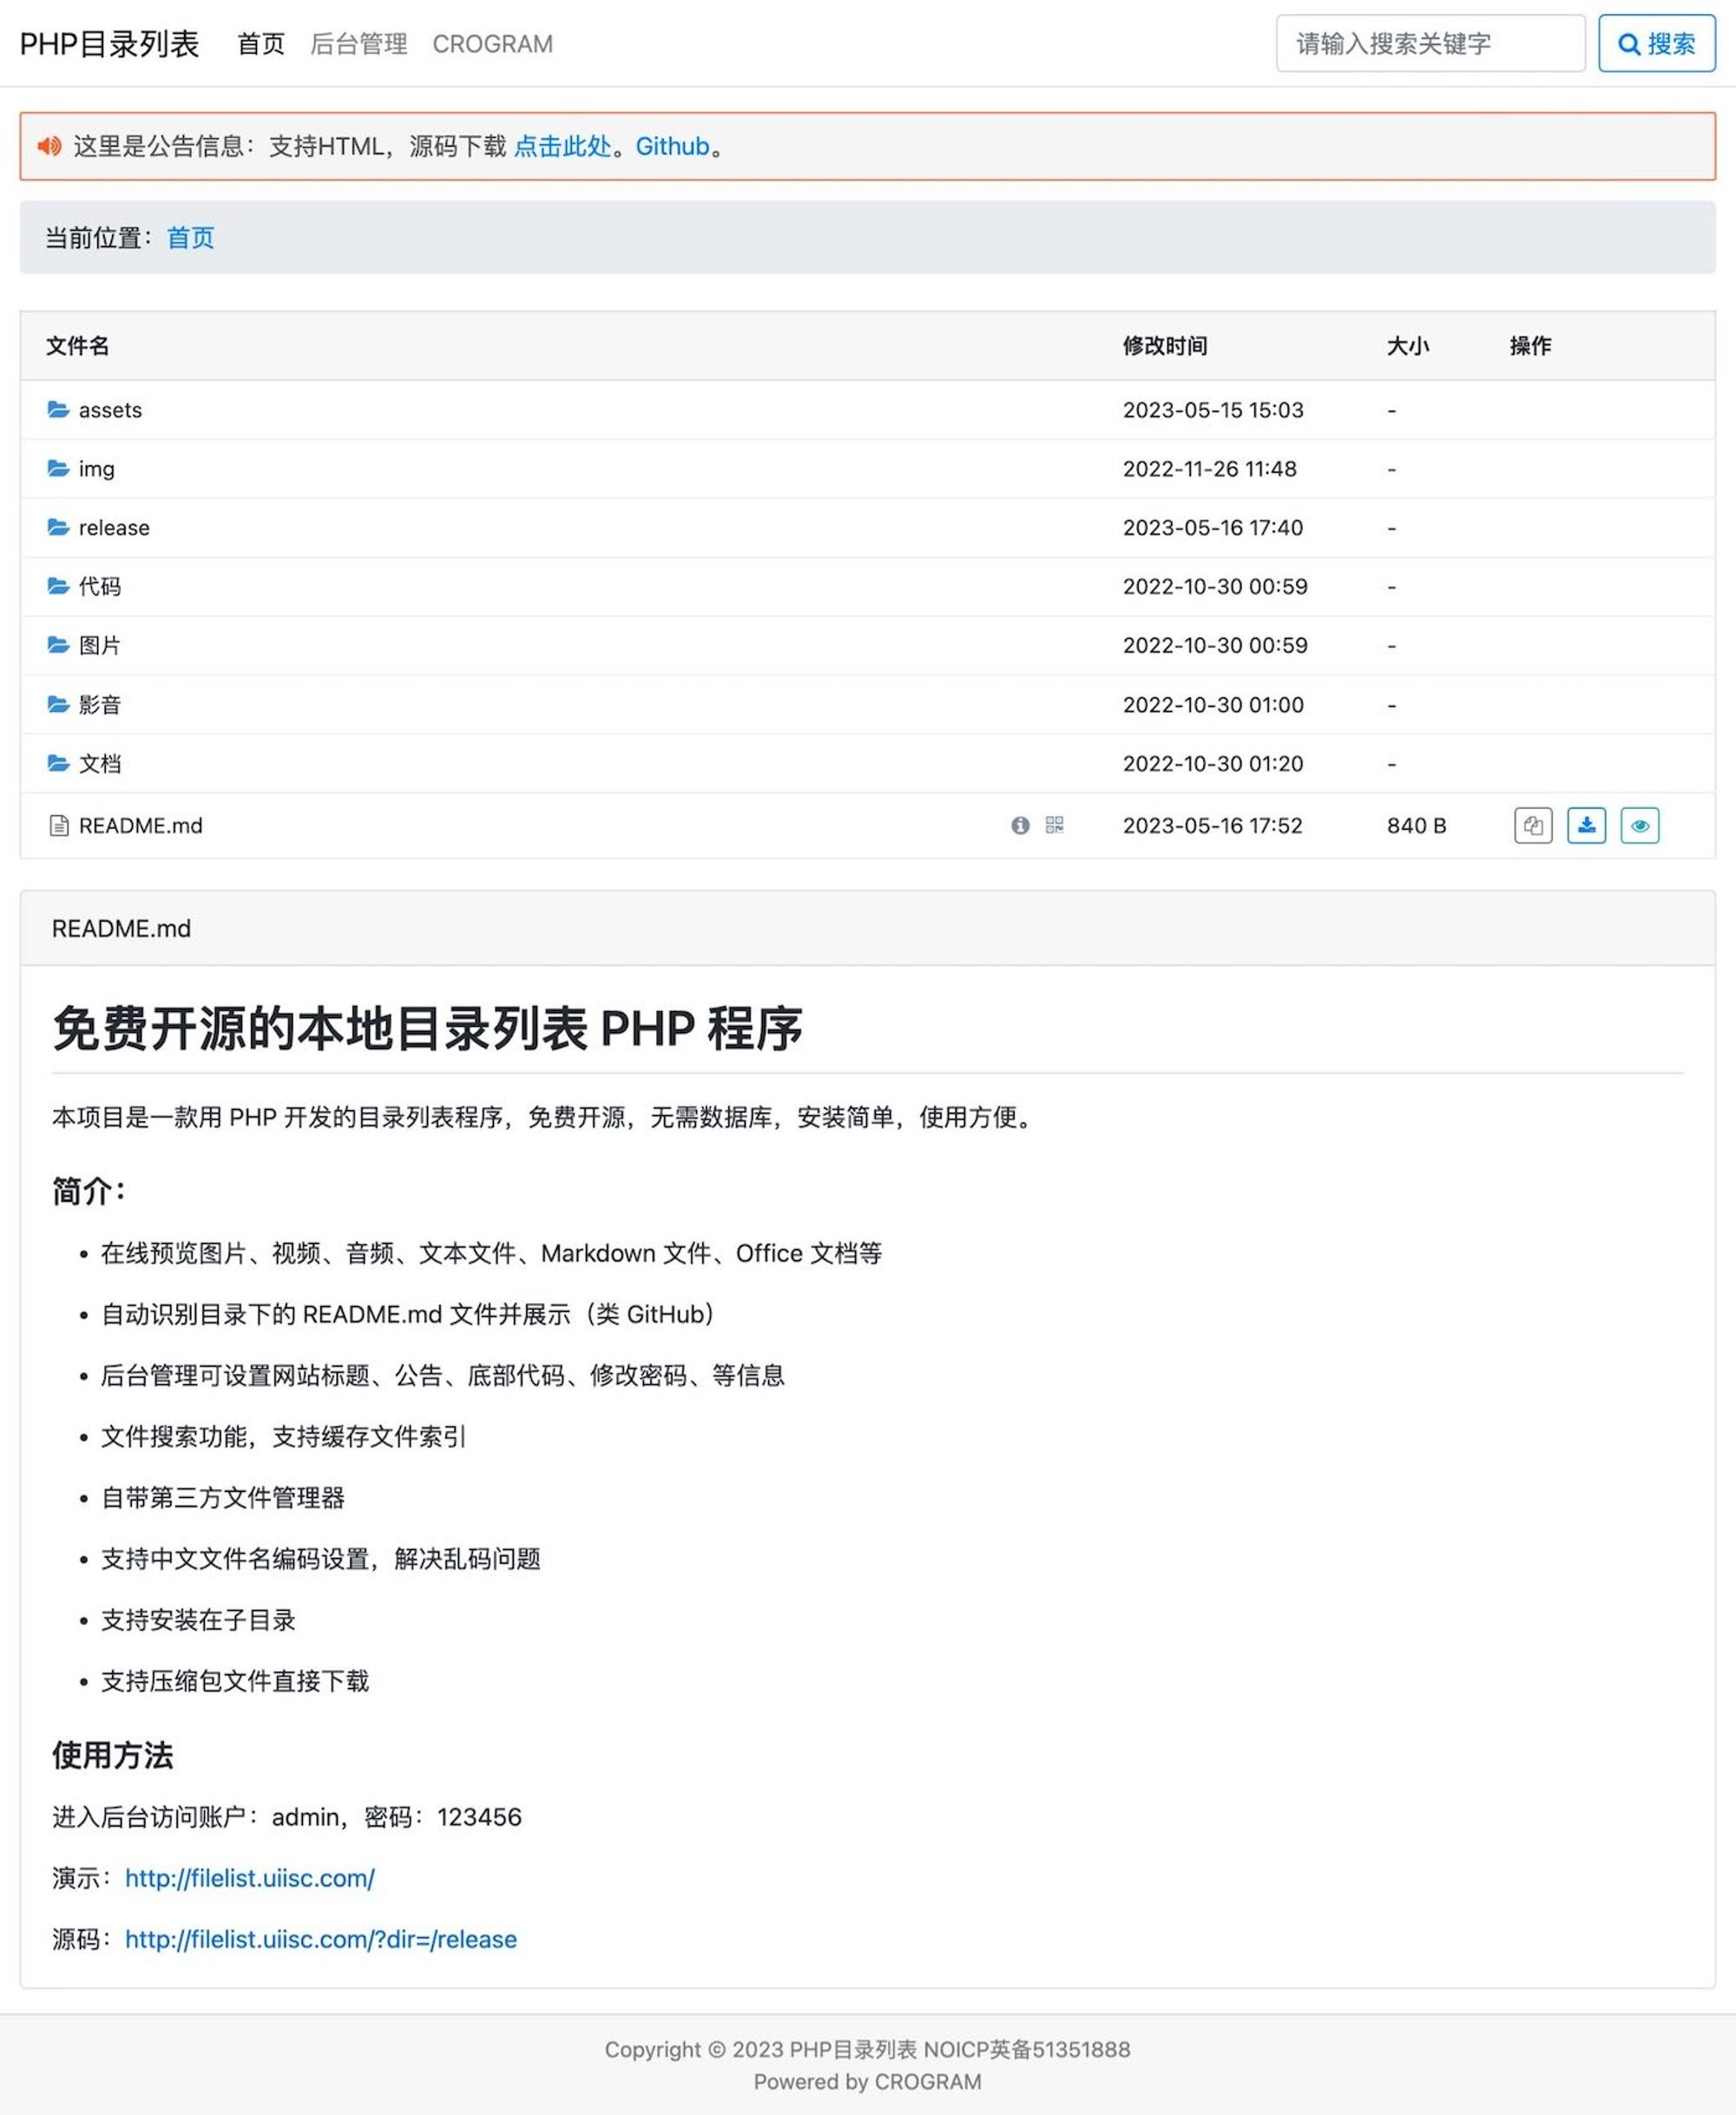 PHP目录列表 首页 后台管理 CROGRAM 请输入搜索关键字 搜索
这里是公告信息：支持HTML，源码下载 点击此处。Github。
当前位置：首页
文件名 修改时间 大小 操作
assets 2023-05-15 15:03 -
img 2022-11-26 11:48 -
release 2023-05-16 17:40 -
代码 2022-10-30 00:59 -
图片 2022-10-30 00:59 -
影音 2022-10-30 01:00 -
文档 2022-10-30 01:20 -
README.md 2023-05-16 17:52 840 B
README.md
免费开源的本地目录列表 PHP 程序
本项目是一款用 PHP 开发的目录列表程序，免费开源，无需数据库，安装简单，使用方便。
简介：
• 在线预览图片、视频、音频、文本文件、Markdown 文件、Office 文档等
• 自动识别目录下的 README.md 文件并展示（类 GitHub）
• 后台管理可设置网站标题、公告、底部代码、修改密码、等信息
• 文件搜索功能，支持缓存文件索引
• 自带第三方文件管理器
• 支持中文文件名编码设置，解决乱码问题
• 支持安装在子目录
• 支持压缩包文件直接下载
使用方法
进入后台访问账户：admin，密码：123456
演示：http://filelist.uiisc.com/
源码：http://filelist.uiisc.com/?dir=/release
Copyright © 2023 PHP目录列表 NOICP英备51351888
Powered by CROGRAM